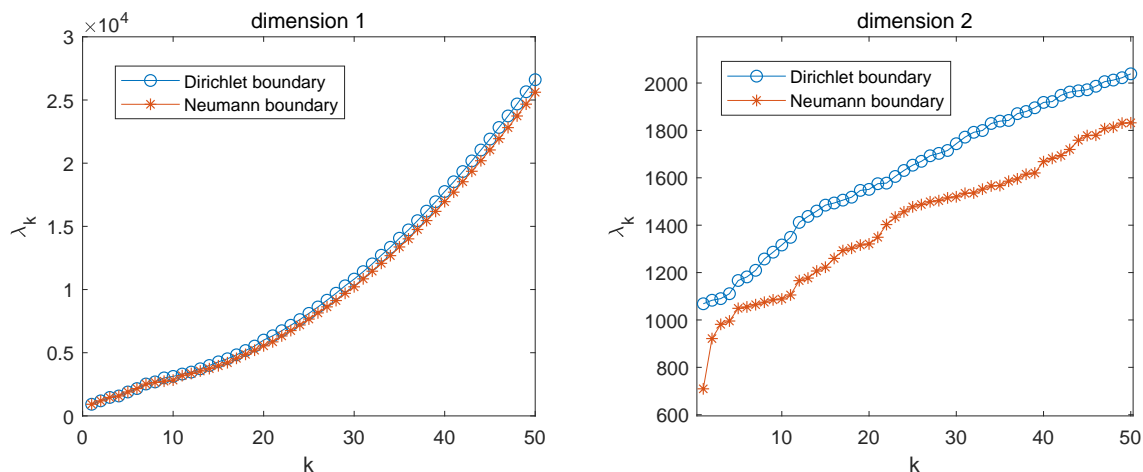 dimension 1
×10⁴
3
2.5
2
1.5
1
0.5
0
λk
0 10 20 30 40 50
k
Dirichlet boundary
Neumann boundary
dimension 2
2000
1800
1600
1400
1200
1000
800
600
λk
10 20 30 40 50
k
Dirichlet boundary
Neumann boundary